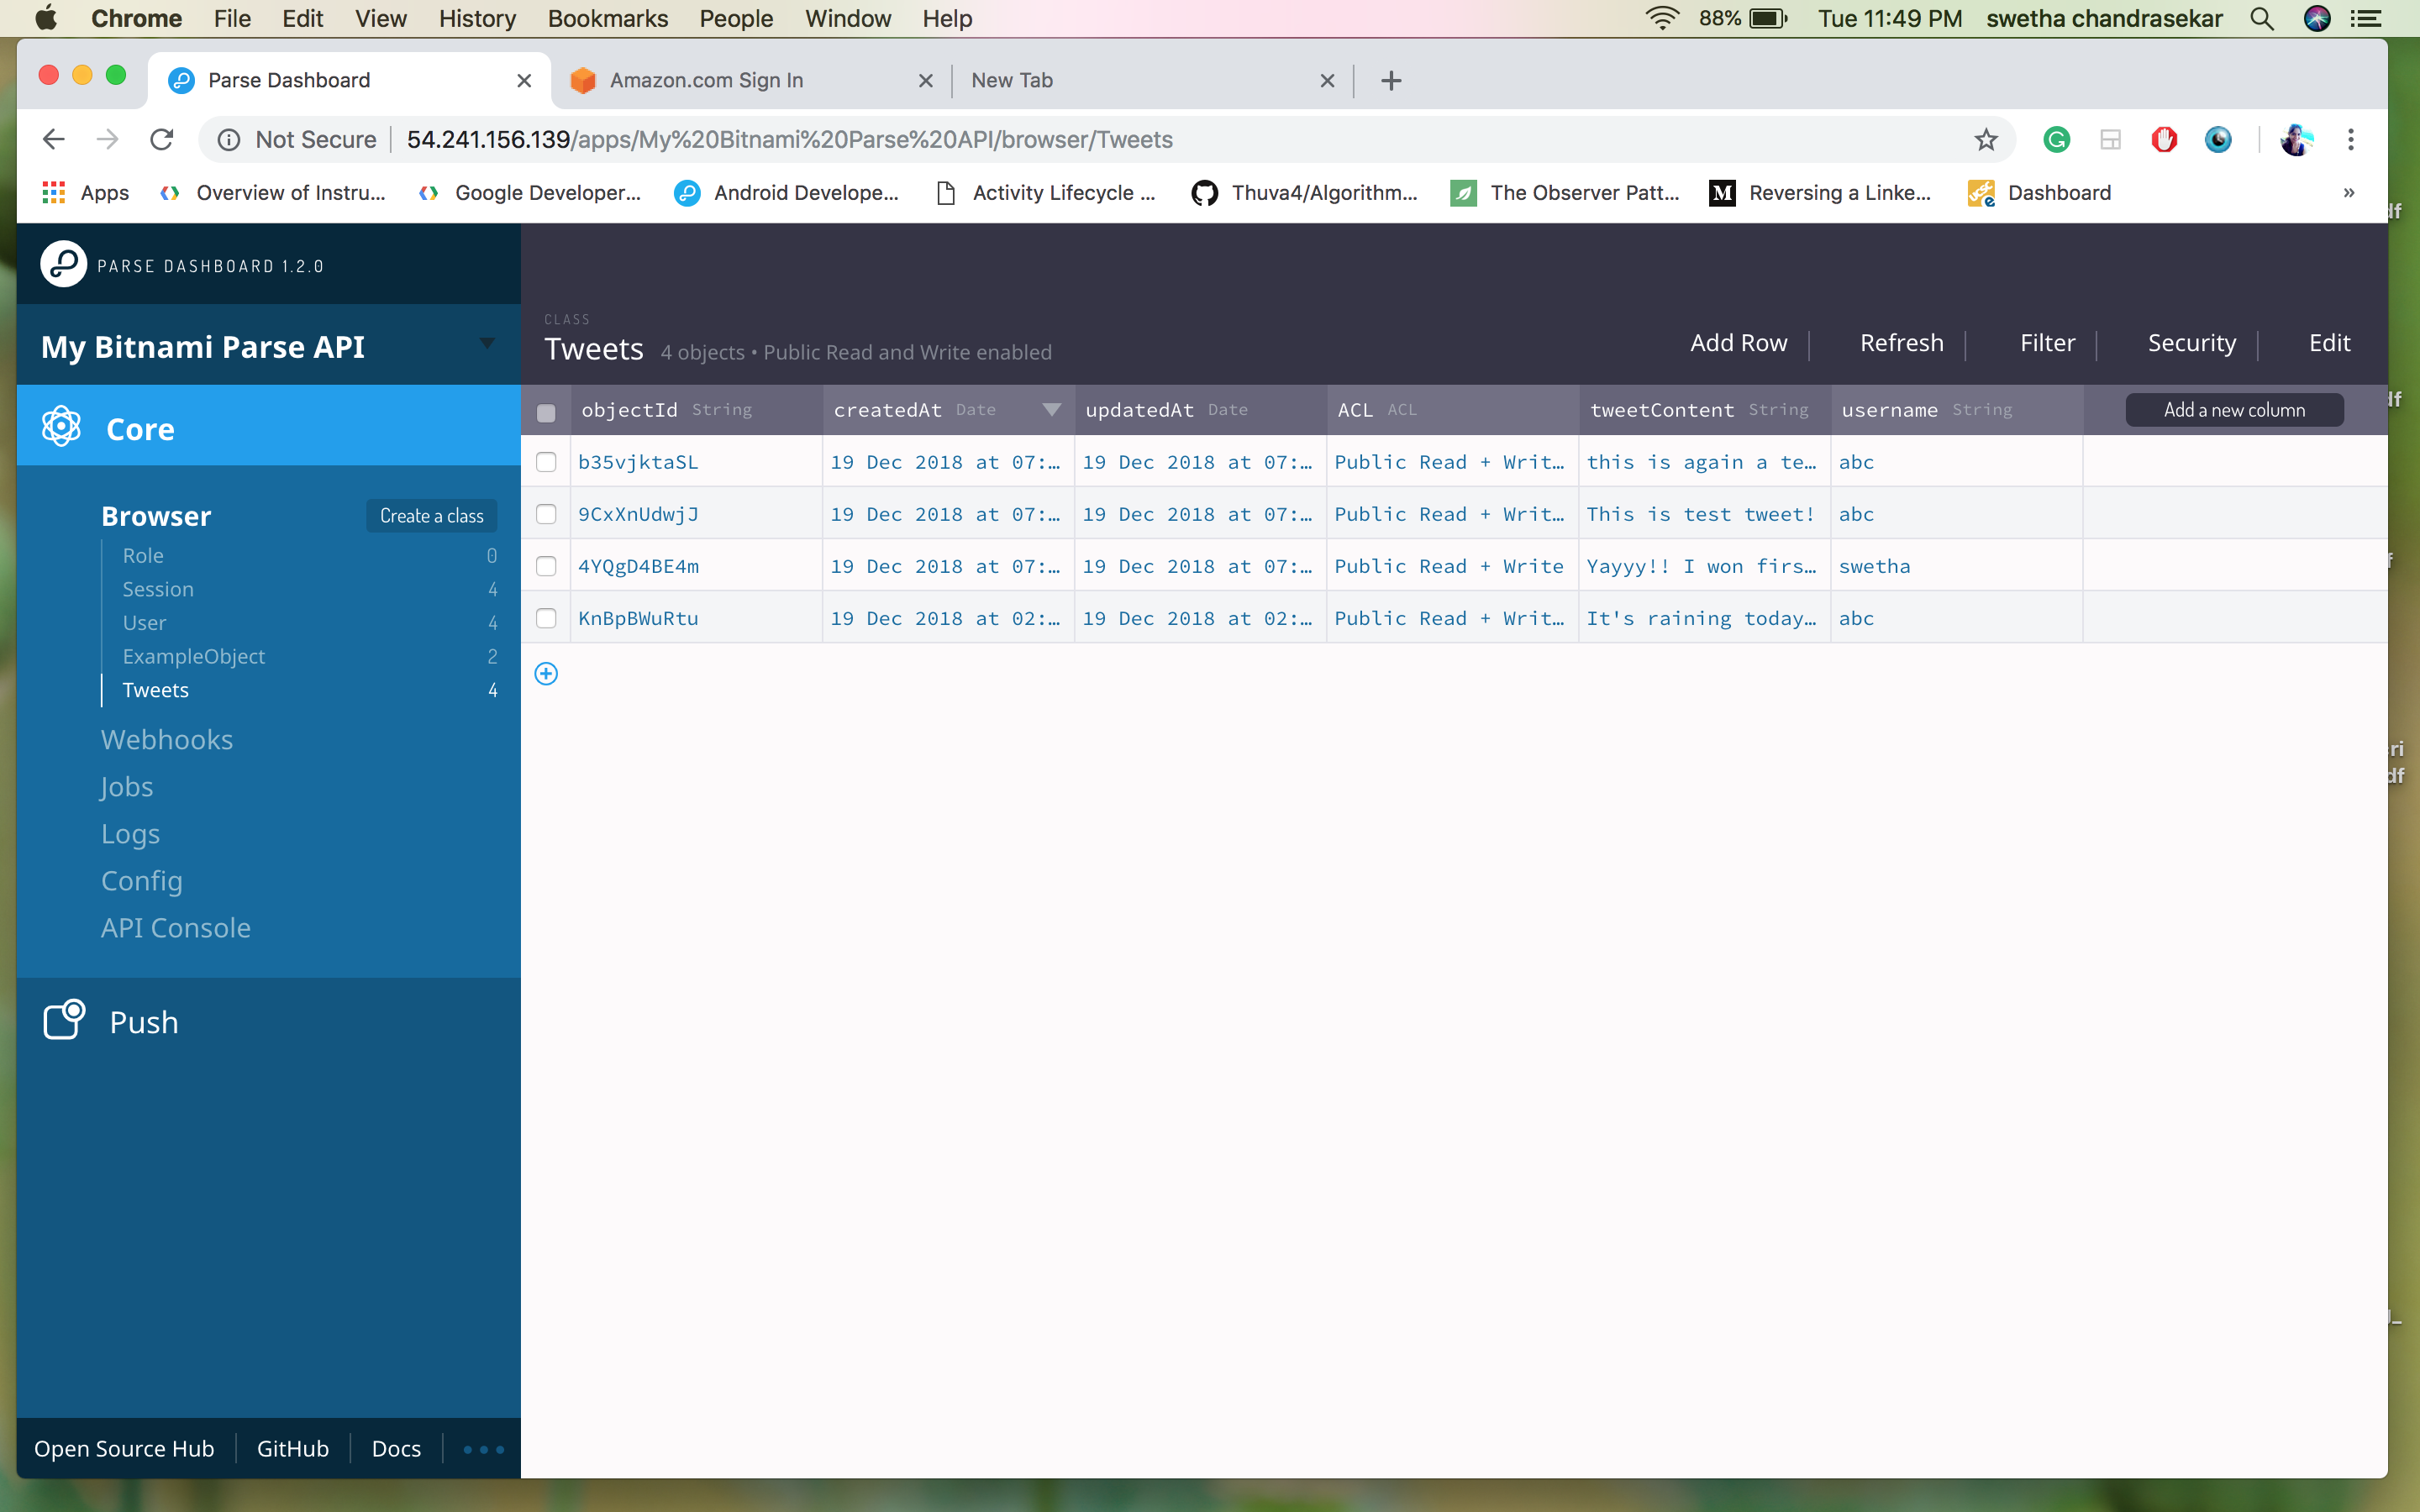 Chrome File Edit View History Bookmarks People Window Help 88% Tue 11:49 PM swetha chandrasekar
Parse Dashboard Amazon.com Sign In New Tab
Not Secure 54.241.156.139/apps/My%20Bitnami%20Parse%20API/browser/Tweets
Apps Overview of Instru... Google Developer... Android Develope... Activity Lifecycle ... Thuva4/Algorithm... The Observer Patt... M Reversing a Linke... Dashboard »
PARSE DASHBOARD 1.2.0
My Bitnami Parse API
Core
Browser Create a class
Role 0
Session 4
User 4
ExampleObject 2
Tweets 4
Webhooks
Jobs
Logs
Config
API Console
Push
Open Source Hub GitHub Docs
CLASS
Tweets 4 objects • Public Read and Write enabled
Add Row Refresh Filter Security Edit
objectId String createdAt Date updatedAt Date ACL ACL tweetContent String username String Add a new column
b35vjktaSL 19 Dec 2018 at 07:… 19 Dec 2018 at 07:… Public Read + Writ… this is again a te… abc
9CxXnUdwjJ 19 Dec 2018 at 07:… 19 Dec 2018 at 07:… Public Read + Writ… This is test tweet! abc
4YQgD4BE4m 19 Dec 2018 at 07:… 19 Dec 2018 at 07:… Public Read + Write Yayyy!! I won firs… swetha
KnBpBWuRtu 19 Dec 2018 at 02:… 19 Dec 2018 at 02:… Public Read + Writ… It's raining today… abc